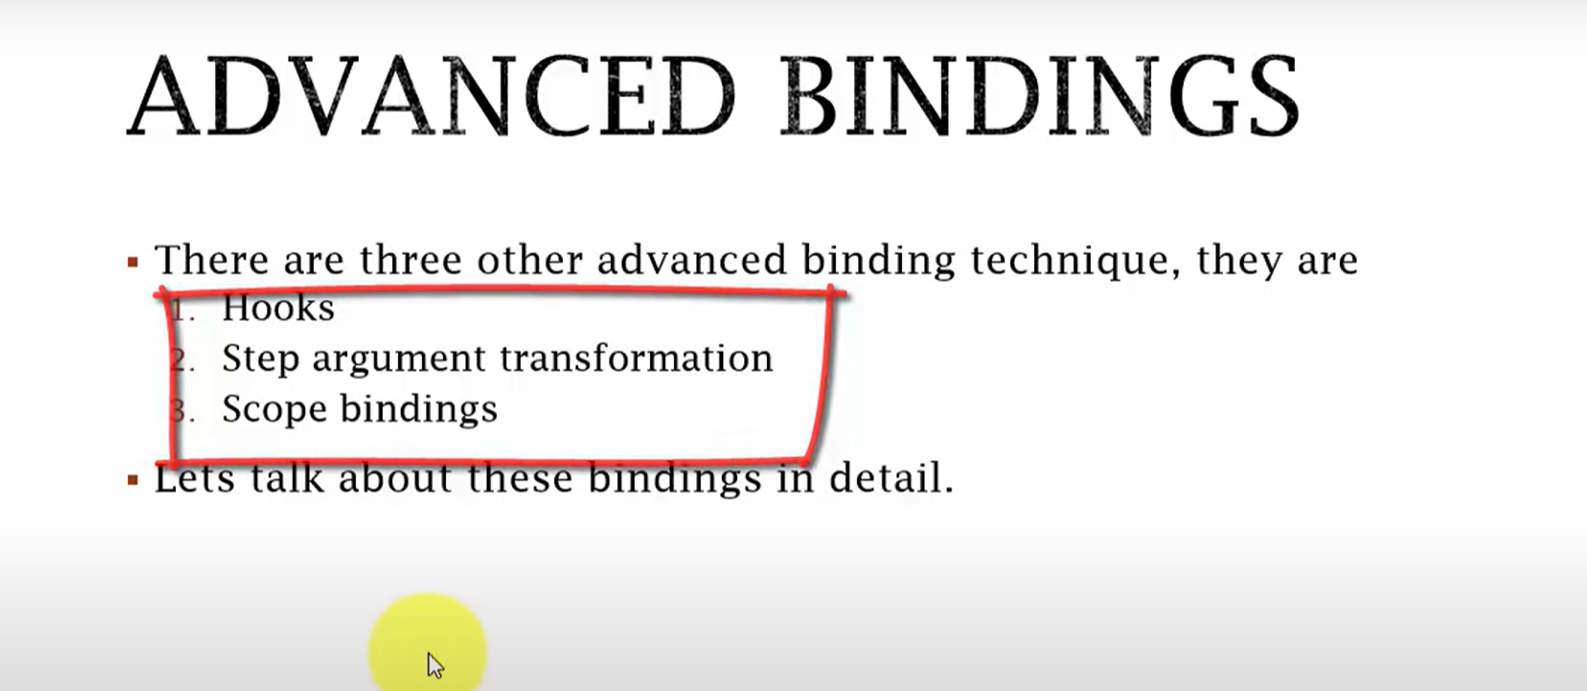 ADVANCED BINDINGS
▪ There are three other advanced binding technique, they are
1. Hooks
2. Step argument transformation
3. Scope bindings
▪ Lets talk about these bindings in detail.